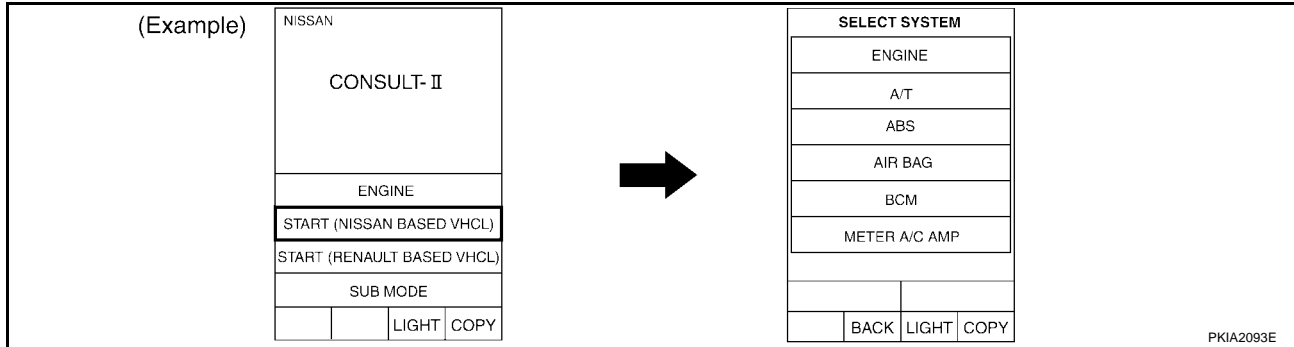 (Example)
NISSAN
CONSULT-II
ENGINE
START (NISSAN BASED VHCL)
START (RENAULT BASED VHCL)
SUB MODE
LIGHT COPY
SELECT SYSTEM
ENGINE
A/T
ABS
AIR BAG
BCM
METER A/C AMP
BACK LIGHT COPY
PKIA2093E